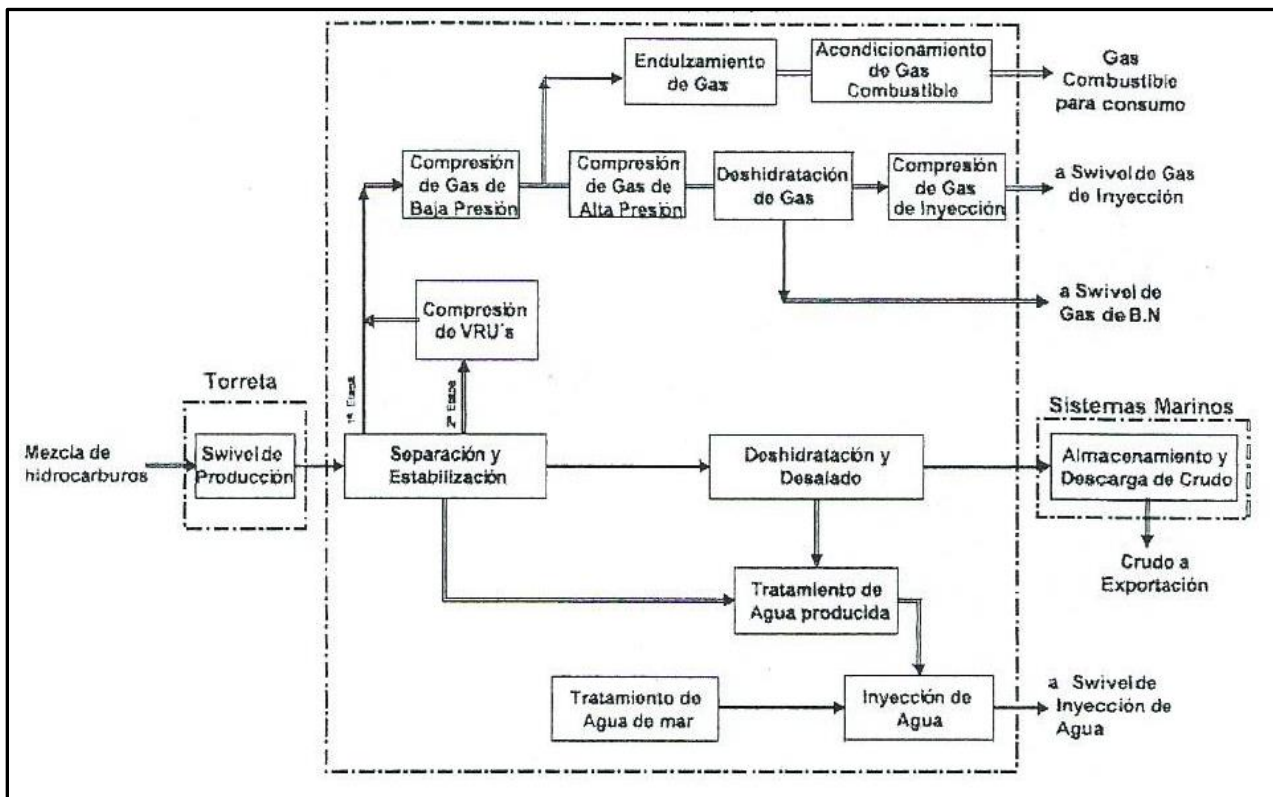 Endulzamiento
de Gas
Acondicionamiento
de Gas
Combustible
Gas
Combustible
para consumo
Compresión
de Gas de
Baja Presión
Compresión
de Gas de
Alta Presión
Deshidratación
de Gas
Compresión
de Gas
de Inyección
a Swivel de Gas
de Inyección
Compresión
de VRU´s
a Swivel de
Gas de B.N
1ª Etapa
2ª Etapa
Torreta
Sistemas Marinos
Mezcla de
hidrocarburos
Swivel de
Producción
Separación y
Estabilización
Deshidratación y
Desalado
Almacenamiento y
Descarga de Crudo
Crudo a
Exportación
Tratamiento de
Agua producida
Tratamiento de
Agua de mar
Inyección de
Agua
a Swivel de
Inyección de
Agua